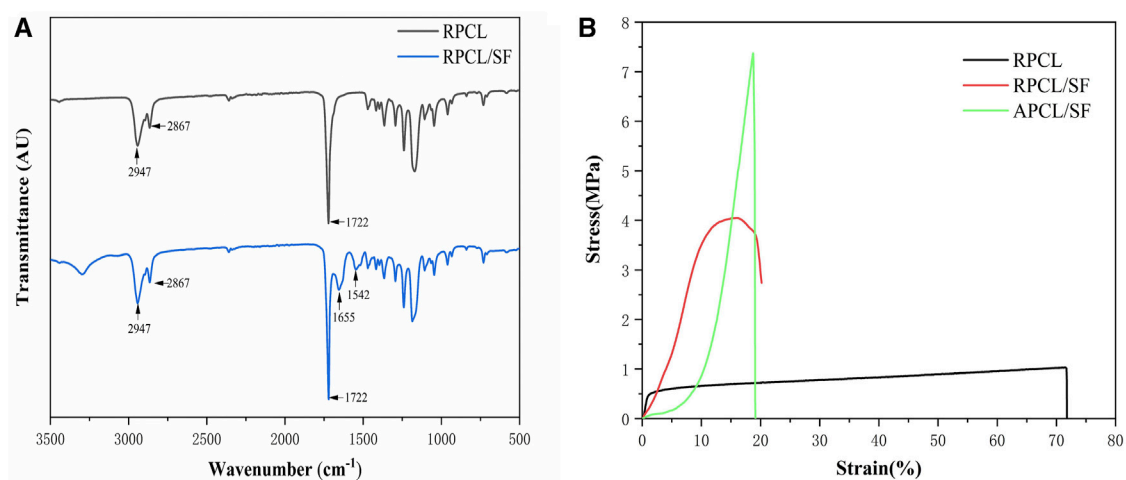 A
RPCL
RPCL/SF
2867
2947
1722
2867
2947
1542
1655
1722
Transmittance (AU)
3500 3000 2500 2000 1500 1000 500
Wavenumber (cm⁻¹)
B
8
7
6
5
4
3
2
1
0
RPCL
RPCL/SF
APCL/SF
Stress(MPa)
0 10 20 30 40 50 60 70 80
Strain(%)